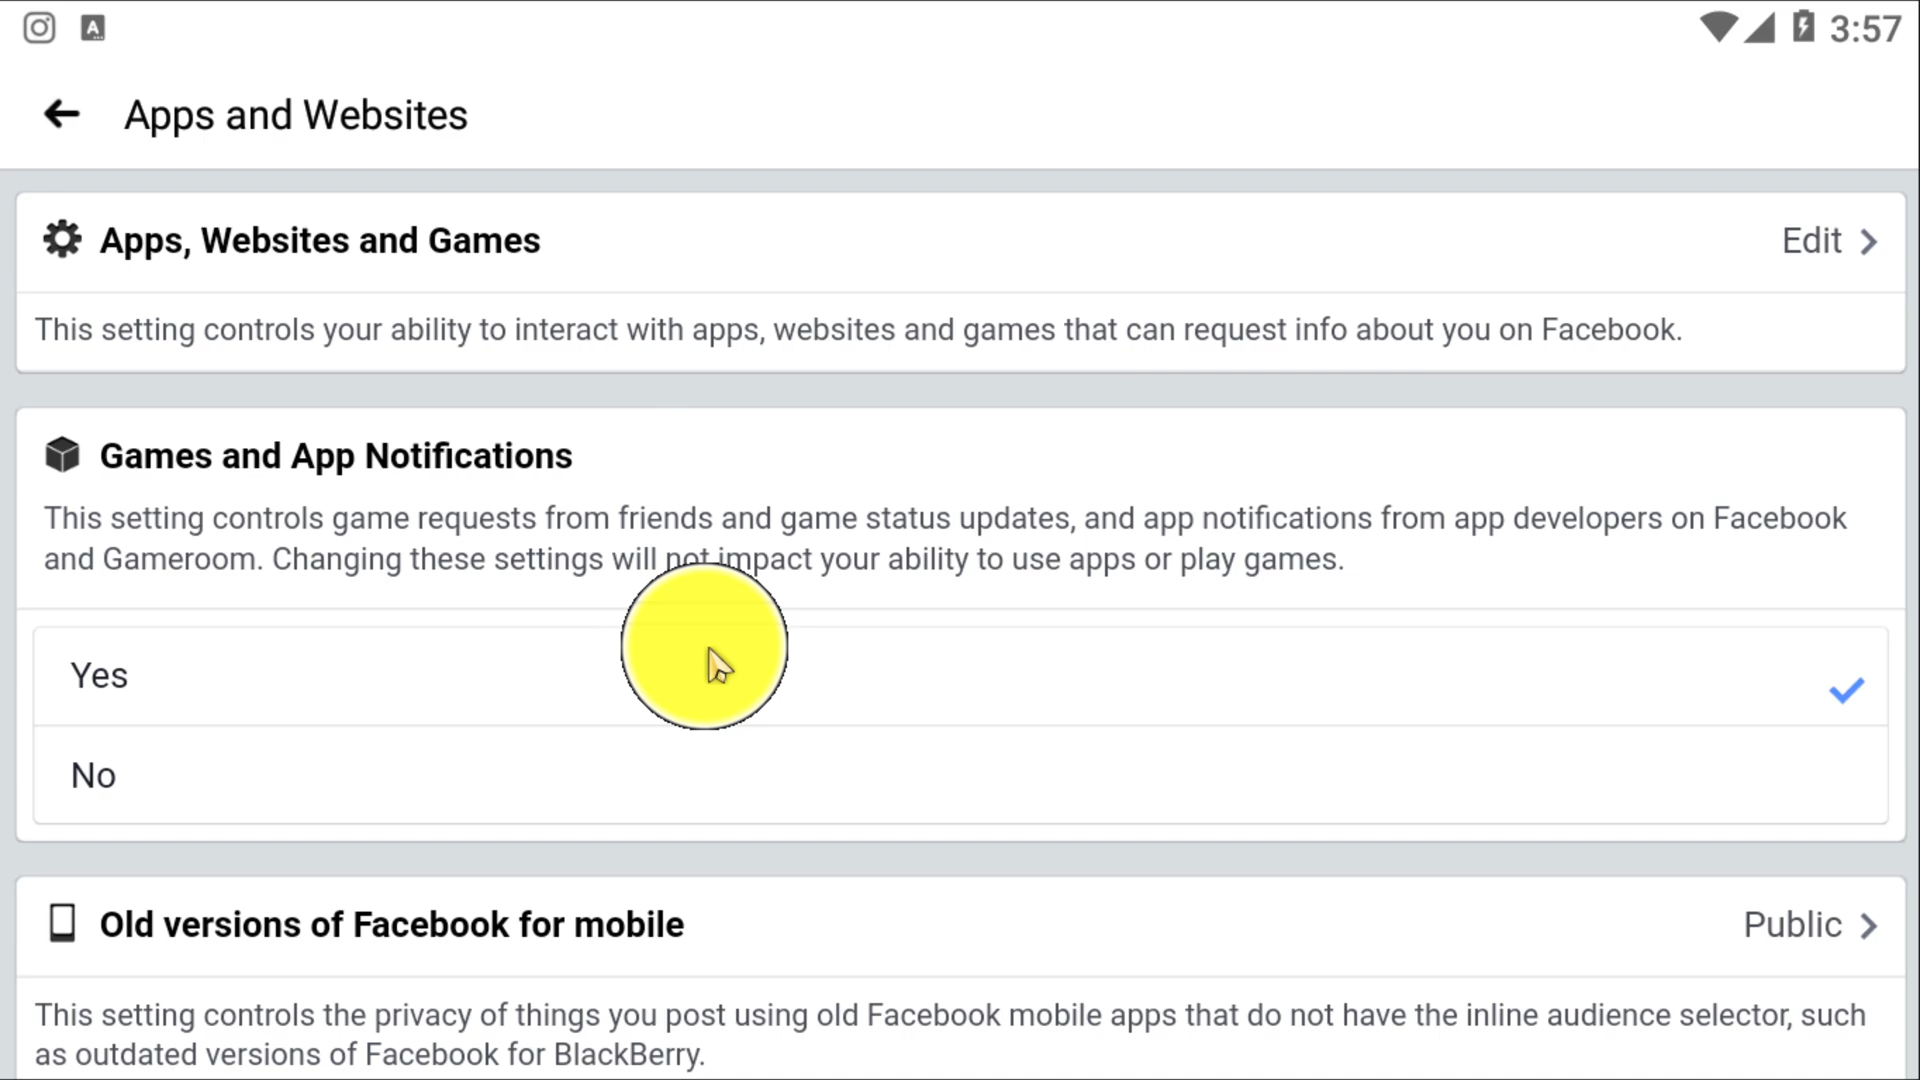 3:57
Apps and Websites
Apps, Websites and Games
Edit
This setting controls your ability to interact with apps, websites and games that can request info about you on Facebook.
Games and App Notifications
This setting controls game requests from friends and game status updates, and app notifications from app developers on Facebook
and Gameroom. Changing these settings will not impact your ability to use apps or play games.
Yes
No
Old versions of Facebook for mobile
Public
This setting controls the privacy of things you post using old Facebook mobile apps that do not have the inline audience selector, such
as outdated versions of Facebook for BlackBerry.